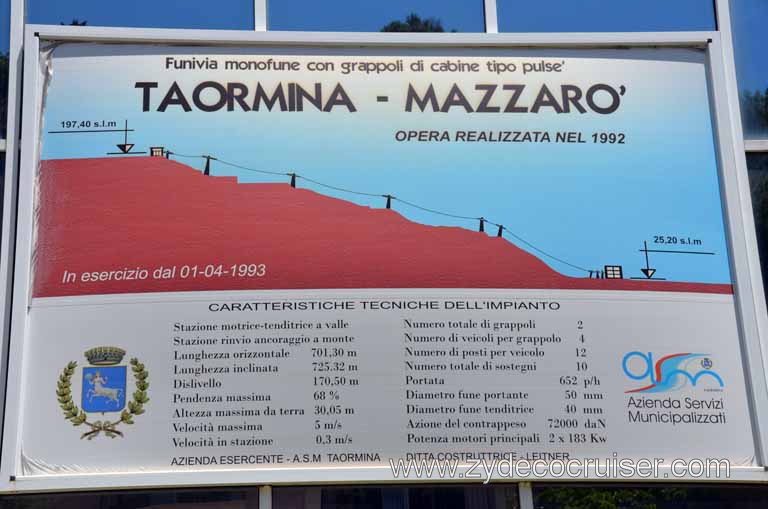 Funivia monofune con grappoli di cabine tipo pulse'
TAORMINA - MAZZARO'
OPERA REALIZZATA NEL 1992
197,40 s.l.m
25,20 s.l.m
In esercizio dal 01-04-1993
CARATTERISTICHE TECNICHE DELL'IMPIANTO
Stazione motrice-tenditrice a valle
Stazione rinvio ancoraggio a monte
Lunghezza orizzontale 701,30 m
Lunghezza inclinata 725.32 m
Dislivello 170,50 m
Pendenza massima 68 %
Altezza massima da terra 30,05 m
Velocità massima 5 m/s
Velocità in stazione 0,3 m/s
Numero totale di grappoli 2
Numero di veicoli per grappolo 4
Numero di posti per veicolo 12
Numero totale di sostegni 10
Portata 652 p/h
Diametro fune portante 50 mm
Diametro fune tenditrice 40 mm
Azione del contrappeso 72000 daN
Potenza motori principali 2 x 183 Kw
asm
Azienda Servizi
Municipalizzati
AZIENDA ESERCENTE - A.S.M TAORMINA DITTA COSTRUTTRICE - LEITNER
www.zydecocruiser.com